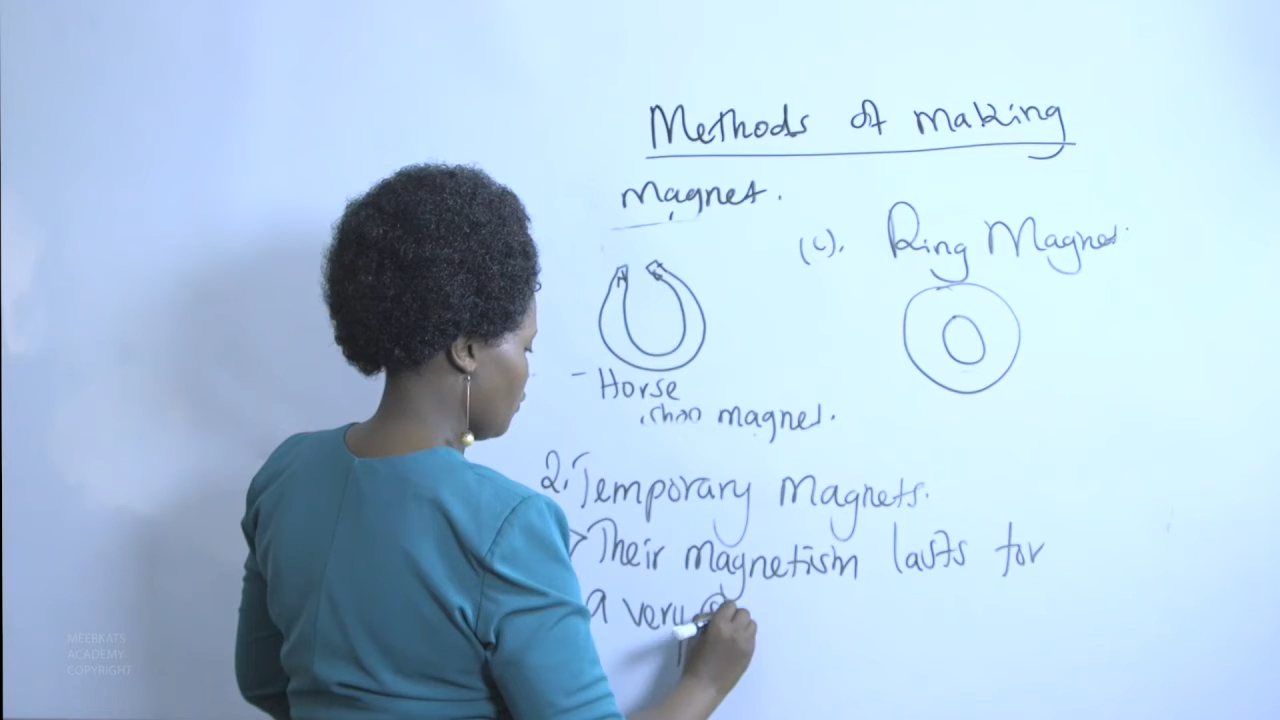 Methods of making
magnet.
(c). Ring Magnet
N
- Horse
magnet.
2. Temporary magnets.
> Their magnetism lasts for
a very
MEERKATS
ACADEMY
COPYRIGHT